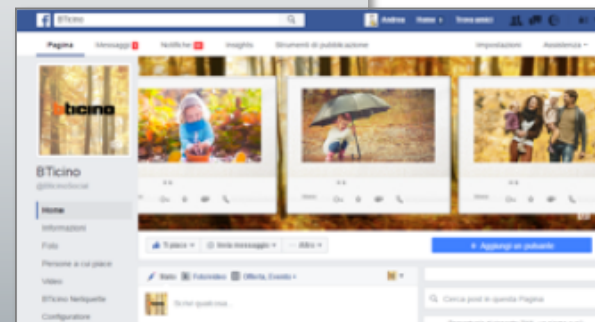 BTicino
Andrea Home Trova amici
Pagina Messaggi Notifiche Insights Strumenti di pubblicazione Impostazioni Assistenza
bticino
BTicino
@BticinoSocial
Home
Informazioni
Foto
Persone a cui piace
Video
BTicino Netiquette
Configuratore
Ti piace Invia messaggio Altro
+ Aggiungi un pulsante
Stato Foto/video Offerta, Evento +
Scrivi qualcosa...
Cerca post in questa Pagina